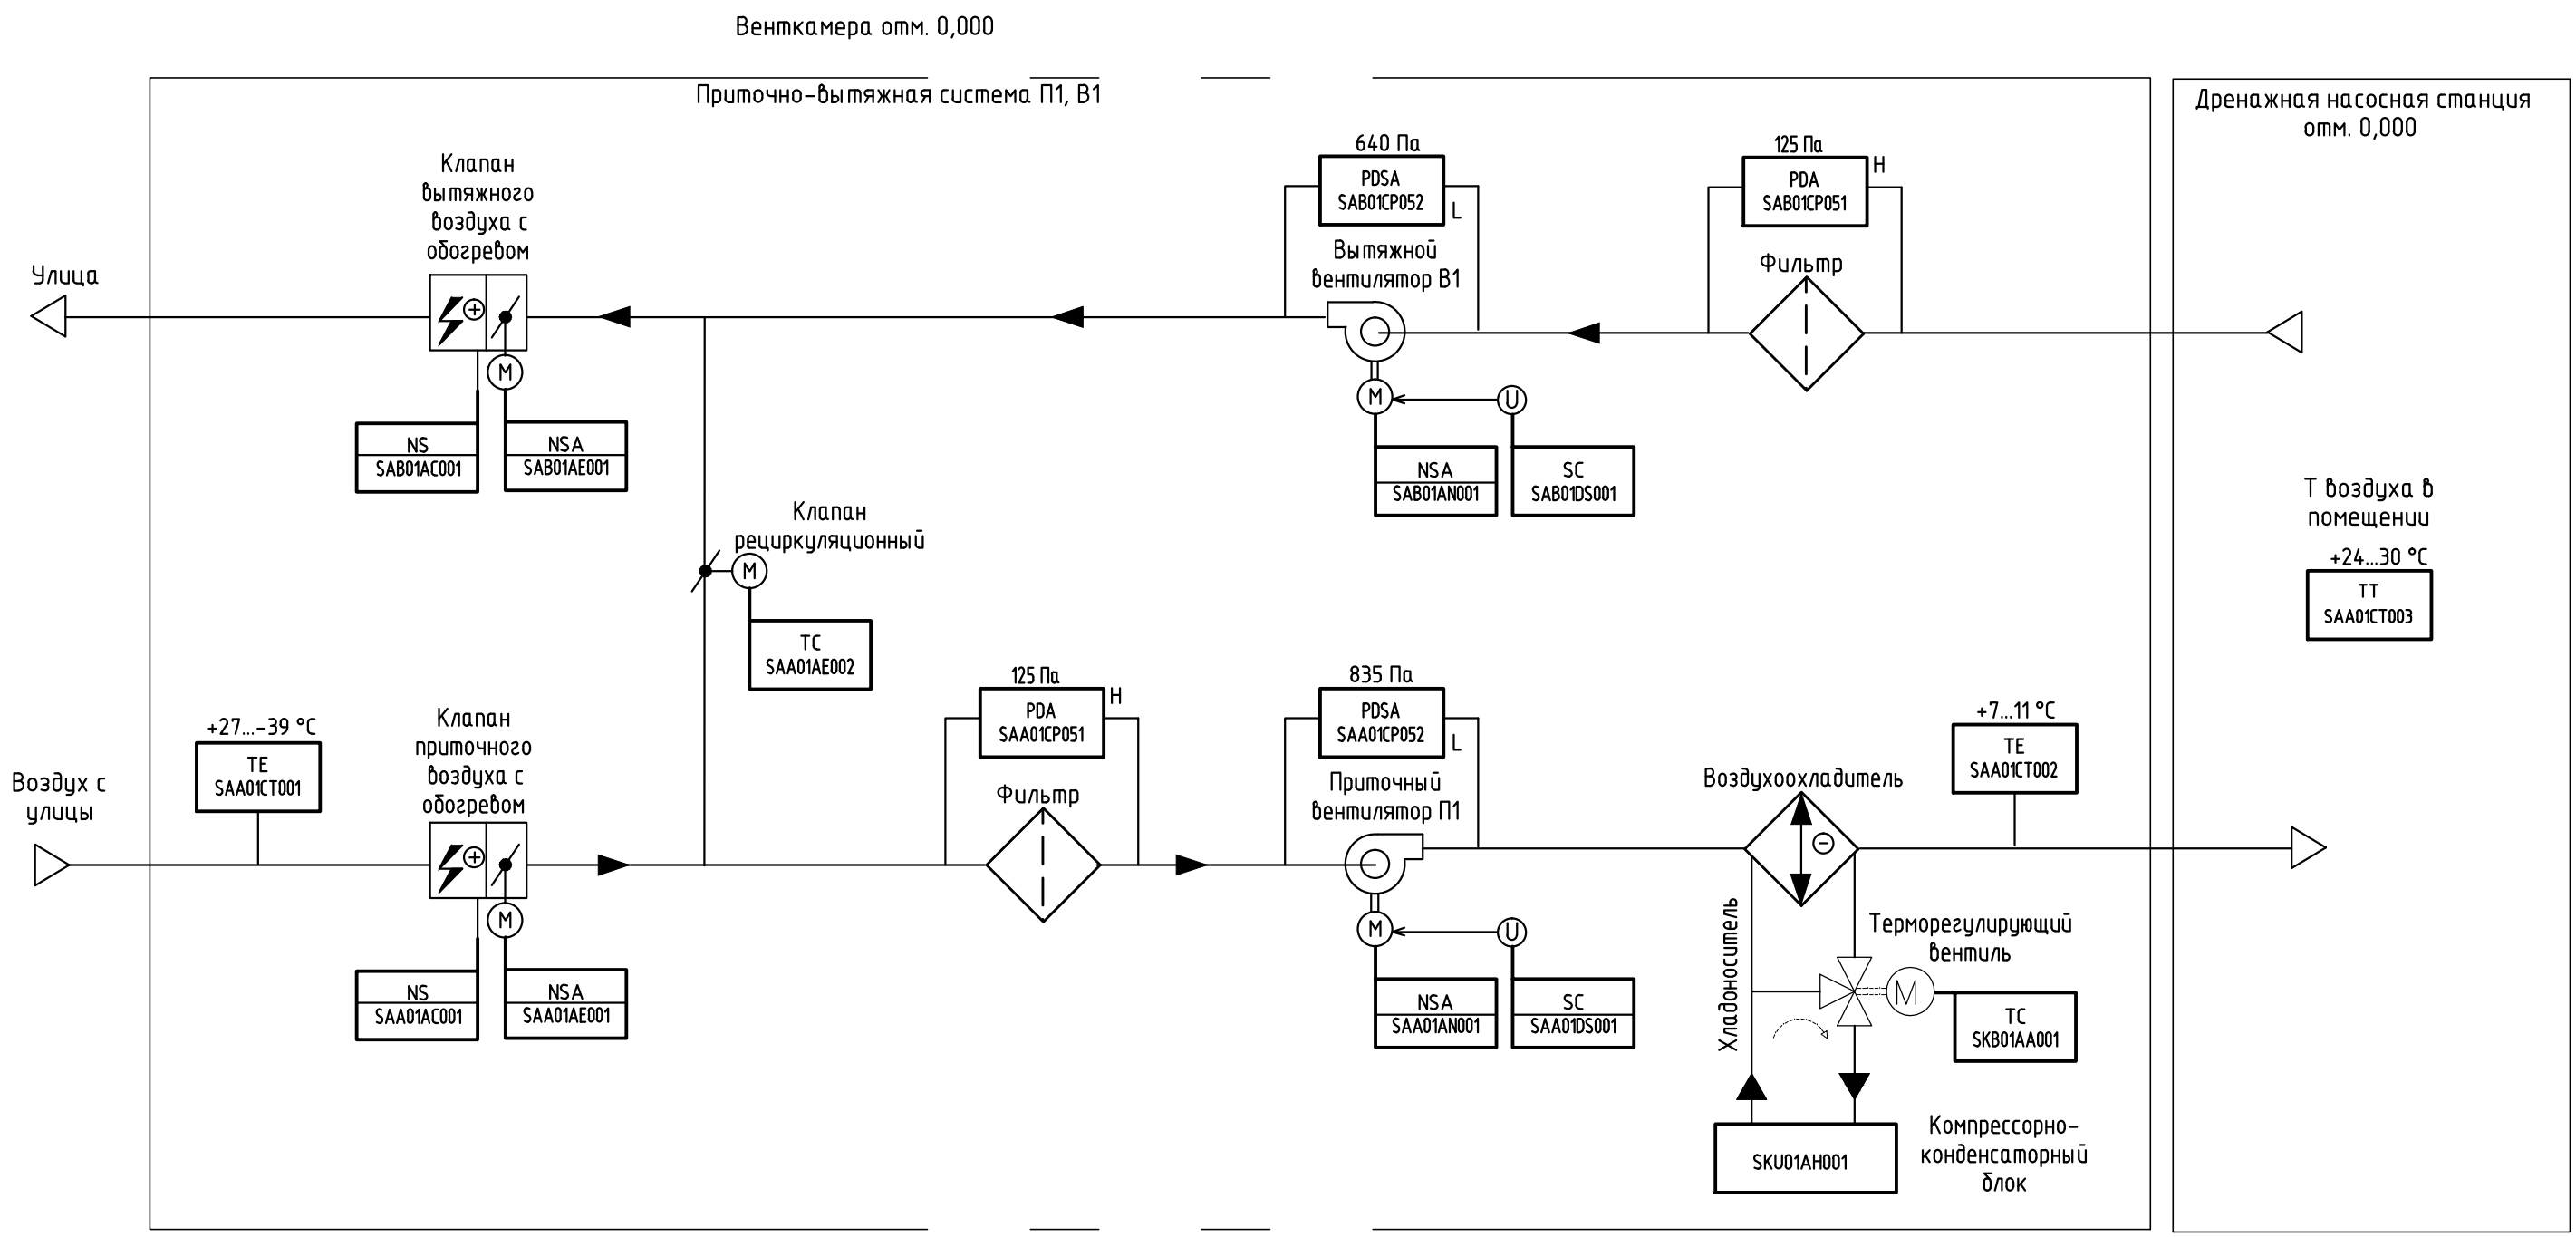 Венткамера отм. 0,000
Приточно-вытяжная система П1, В1
Дренажная насосная станция
отм. 0,000
Клапан
вытяжного
воздуха с
обогревом
640 Па
PDSA
SAB01CP052
L
125 Па
PDA
SAB01CP051
H
Улица
Вытяжной
вентилятор В1
Фильтр
M
NS
SAB01AC001
NSA
SAB01AE001
M
U
NSA
SAB01AN001
SC
SAB01DS001
Клапан
рециркуляционный
M
TC
SAA01AE002
Т воздуха в
помещении
+24...30 °C
TT
SAA01CT003
+27...-39 °C
TE
SAA01CT001
Клапан
приточного
воздуха с
обогревом
125 Па
PDA
SAA01CP051
H
835 Па
PDSA
SAA01CP052
L
+7...11 °C
TE
SAA01CT002
Воздух с
улицы
Фильтр
Приточный
вентилятор П1
Воздухоохладитель
M
NS
SAA01AC001
NSA
SAA01AE001
M
U
NSA
SAA01AN001
SC
SAA01DS001
Хладоноситель
Терморегулирующий
вентиль
M
TC
SKB01AA001
SKU01AH001
Компрессорно-
конденсаторный
блок